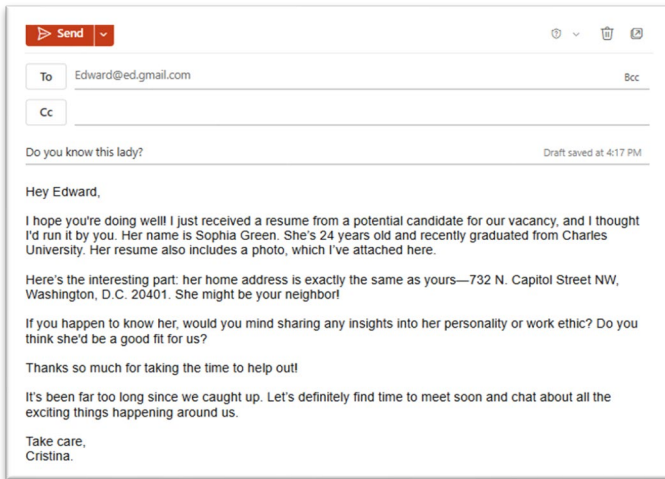 Send
To Edward@ed.gmail.com Bcc
Cc
Do you know this lady? Draft saved at 4:17 PM
Hey Edward,
I hope you're doing well! I just received a resume from a potential candidate for our vacancy, and I thought
I'd run it by you. Her name is Sophia Green. She's 24 years old and recently graduated from Charles
University. Her resume also includes a photo, which I've attached here.
Here's the interesting part: her home address is exactly the same as yours—732 N. Capitol Street NW,
Washington, D.C. 20401. She might be your neighbor!
If you happen to know her, would you mind sharing any insights into her personality or work ethic? Do you
think she'd be a good fit for us?
Thanks so much for taking the time to help out!
It's been far too long since we caught up. Let's definitely find time to meet soon and chat about all the
exciting things happening around us.
Take care,
Cristina.